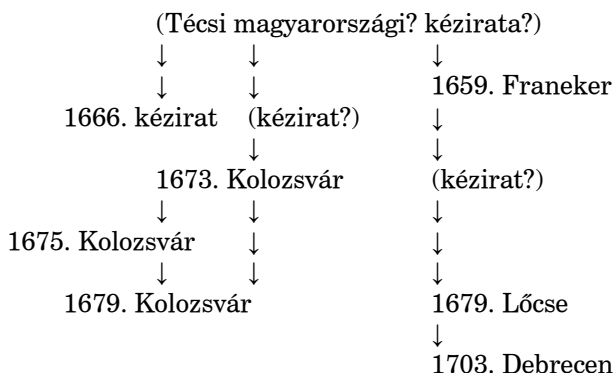 (Técsi magyarországi? kézirata?)
↓ ↓ ↓
↓ ↓ 1659. Franeker
1666. kézirat (kézirat?) ↓
↓ ↓
1673. Kolozsvár (kézirat?)
↓ ↓ ↓
1675. Kolozsvár ↓ ↓
↓ ↓ ↓
1679. Kolozsvár 1679. Lőcse
↓
1703. Debrecen